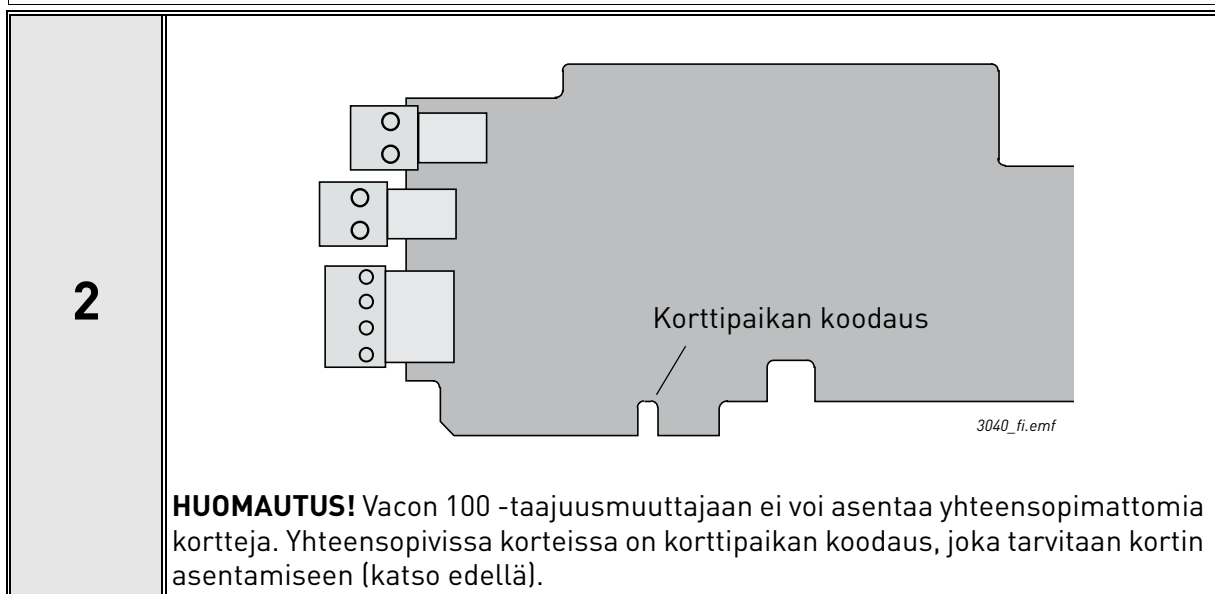 2
Korttipaikan koodaus
3040_fi.emf
HUOMAUTUS! Vacon 100 -taajuusmuuttajaan ei voi asentaa yhteensopimattomia
kortteja. Yhteensopivissa korteissa on korttipaikan koodaus, joka tarvitaan kortin
asentamiseen (katso edellä).